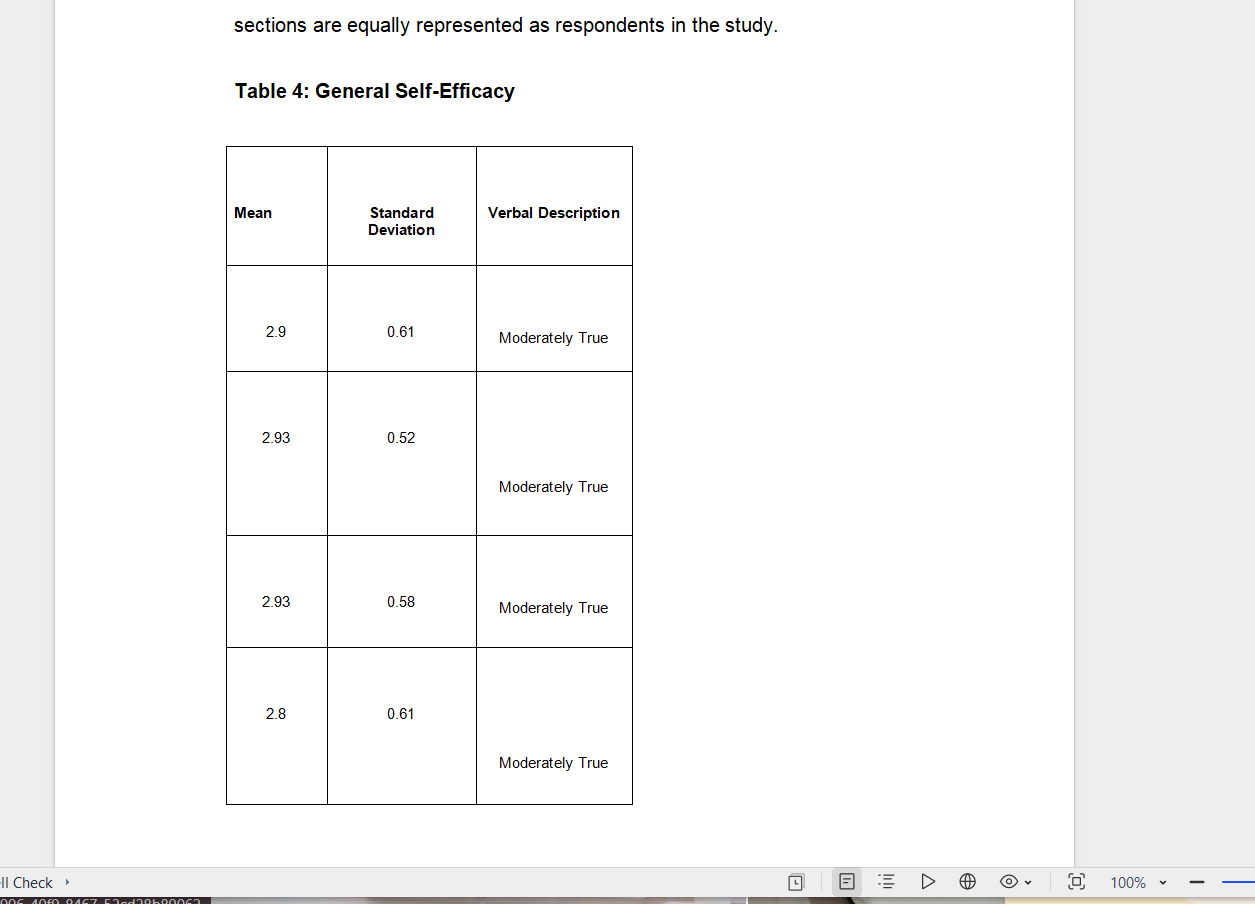 sections are equally represented as respondents in the study.
Table 4: General Self-Efficacy
Mean
Standard
Deviation
Verbal Description
2.9
0.61
Moderately True
2.93
0.52
Moderately True
2.93
0.58
Moderately True
2.8
0.61
Moderately True
ll Check
100%